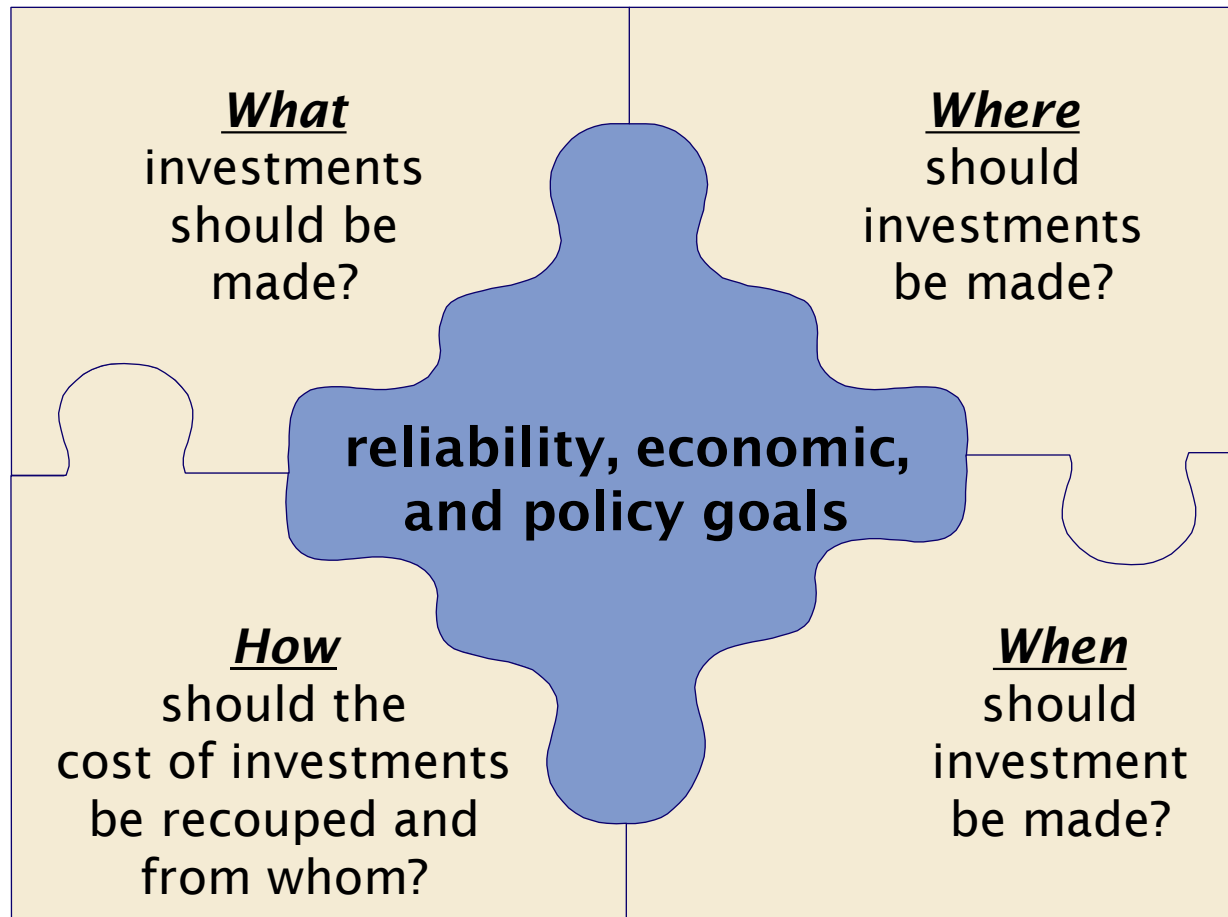 What
investments
should be
made?
Where
should
investments
be made?
reliability, economic,
and policy goals
How
should the
cost of investments
be recouped and
from whom?
When
should
investment
be made?